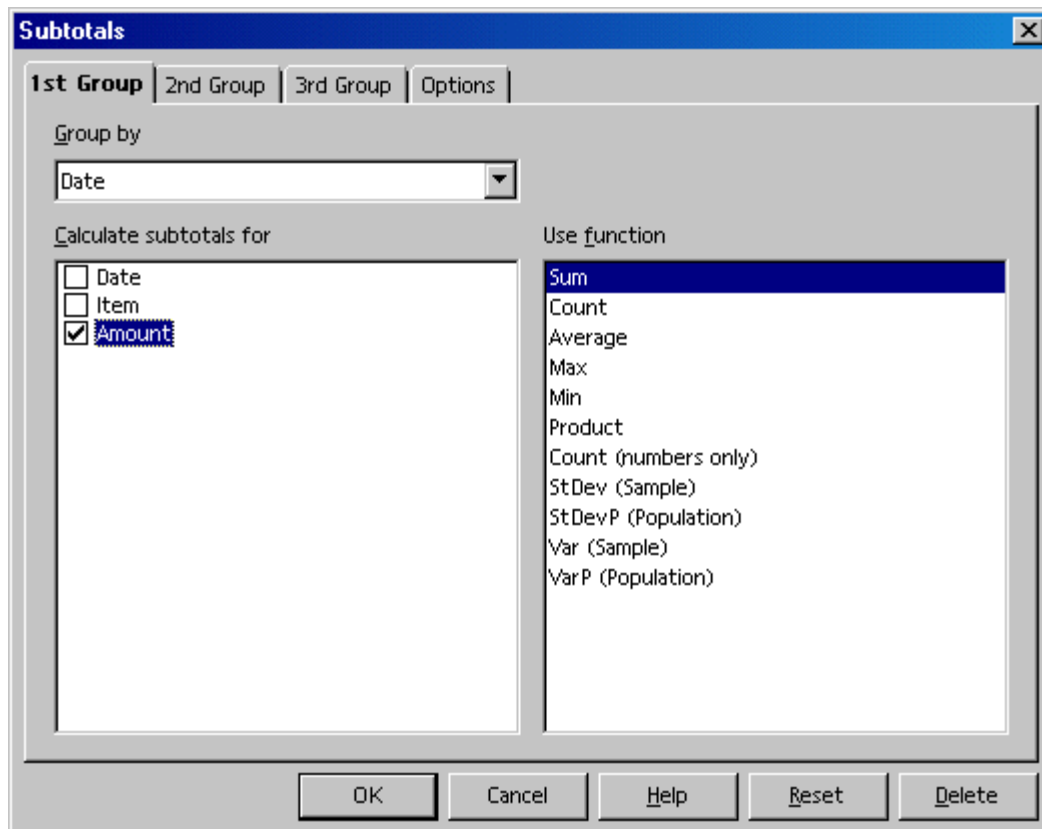 Subtotals
1st Group 2nd Group 3rd Group Options
Group by
Date
Calculate subtotals for
Date
Item
Amount
Use function
Sum
Count
Average
Max
Min
Product
Count (numbers only)
StDev (Sample)
StDevP (Population)
Var (Sample)
VarP (Population)
OK Cancel Help Reset Delete